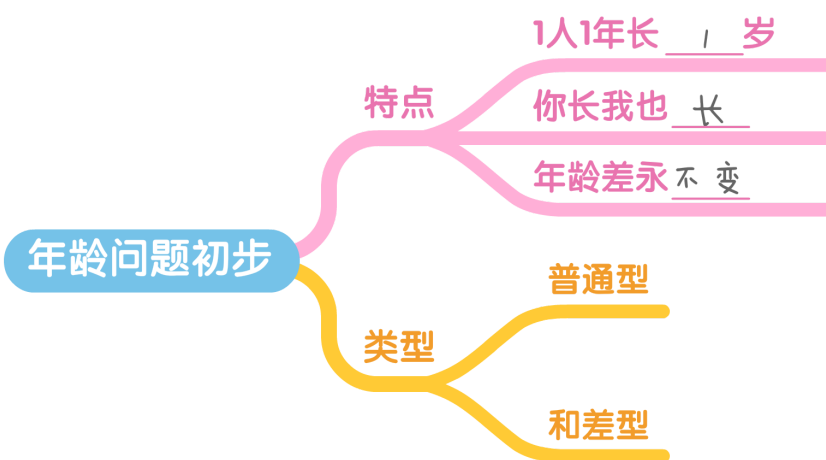 1人1年长 1 岁
特点
你长我也 长
年龄差永 不 变
年龄问题初步
普通型
类型
和差型